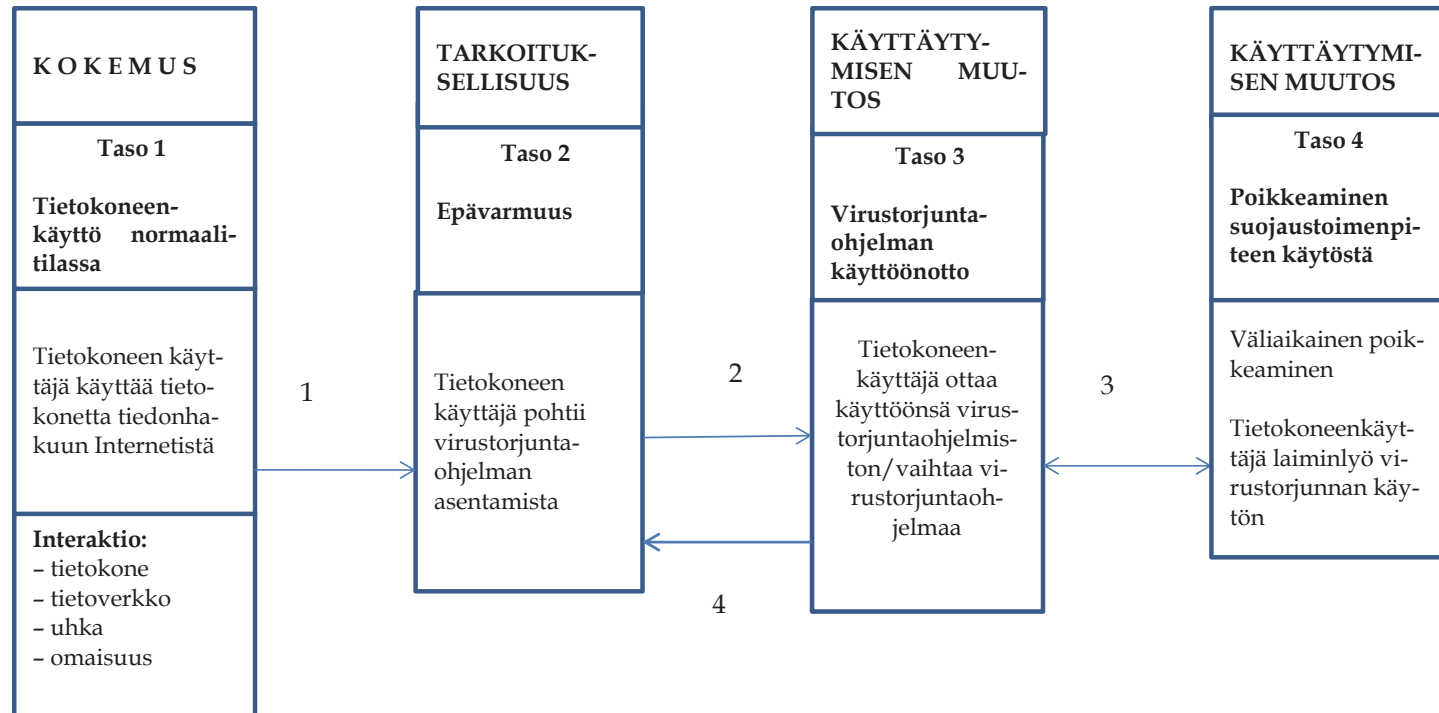 K O K E M U S
Taso 1
Tietokoneen-
käyttö normaali-
tilassa
Tietokoneen käyt-
täjä käyttää tieto-
konetta tiedonha-
kuun Internetistä
Interaktio:
– tietokone
– tietoverkko
– uhka
– omaisuus
1
TARKOITUK-
SELLISUUS
Taso 2
Epävarmuus
Tietokoneen
käyttäjä pohtii
virustorjunta-
ohjelman
asentamista
2
4
KÄYTTÄYTY-
MISEN MUU-
TOS
Taso 3
Virustorjunta-
ohjelman
käyttöönotto
Tietokoneen-
käyttäjä ottaa
käyttöönsä virus-
torjuntaohjelmis-
ton/vaihtaa vi-
rustorjuntaoh-
jelmaa
3
KÄYTTÄYTYMI-
SEN MUUTOS
Taso 4
Poikkeaminen
suojaustoimenpi-
teen käytöstä
Väliaikainen poik-
keaminen
Tietokoneenkäyt-
täjä laiminlyö vi-
rustorjunnan käy-
tön